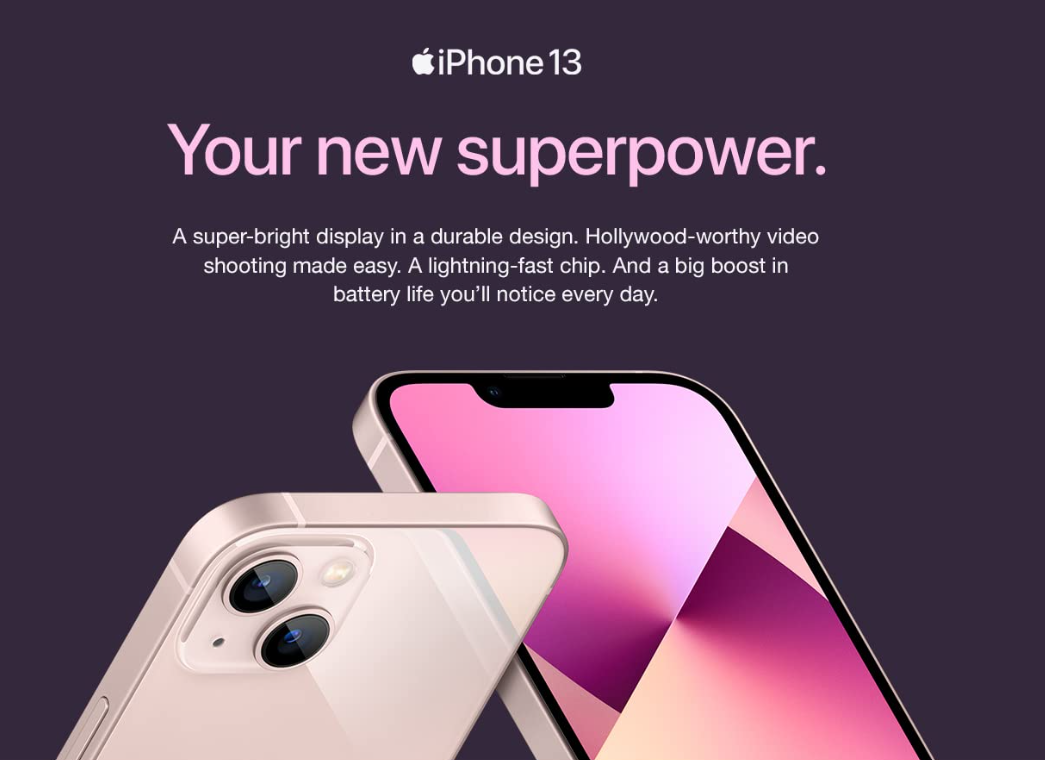 iPhone 13
Your new superpower.
A super-bright display in a durable design. Hollywood-worthy video
shooting made easy. A lightning-fast chip. And a big boost in
battery life you’ll notice every day.